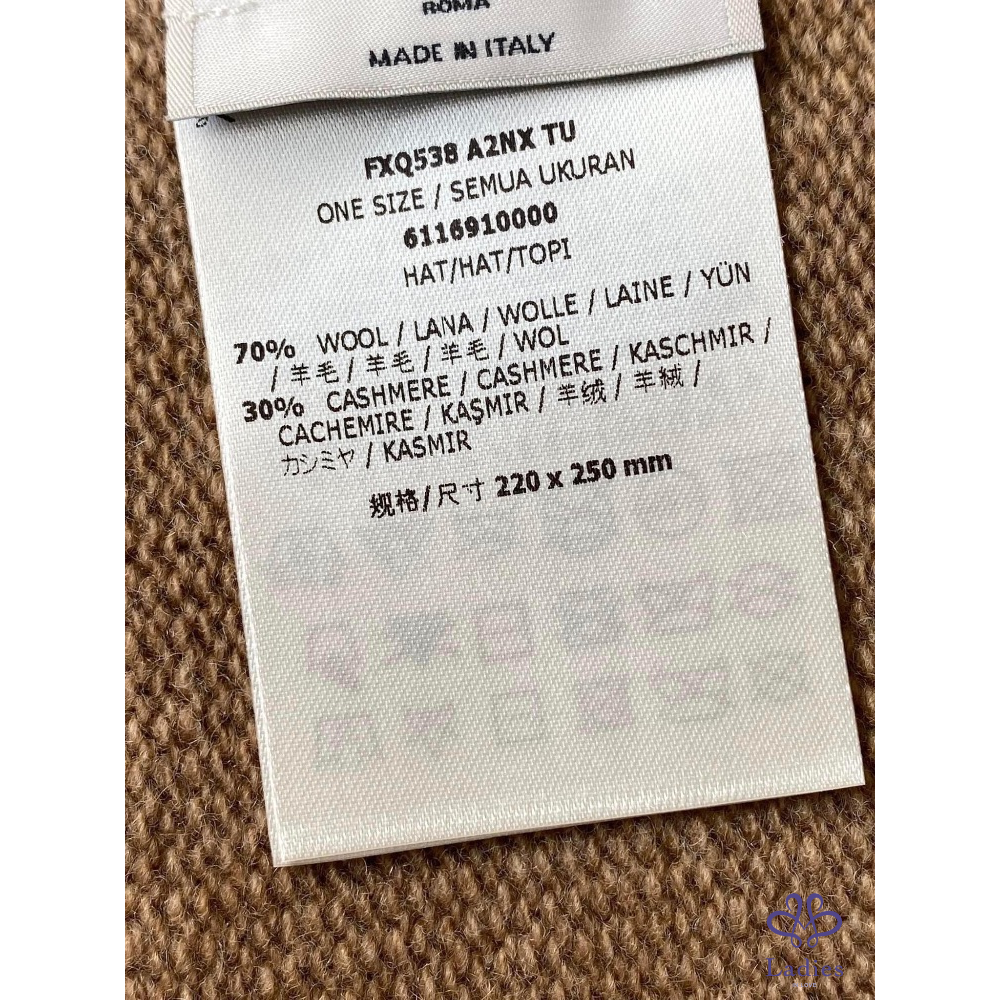 ROMA
MADE IN ITALY
FXQ538 A2NX TU
ONE SIZE / SEMUA UKURAN
6116910000
HAT/HAT/TOPI
70% WOOL / LANA / WOLLE / LAINE / YÜN
/ 羊毛 / 羊毛 / 羊毛 / WOL
30% CASHMERE / CASHMERE / KASCHMIR /
CACHEMIRE / KAŞMIR / 羊绒 / 羊絨 /
カシミヤ / KASMIR
规格/尺寸 220 x 250 mm
Ladies